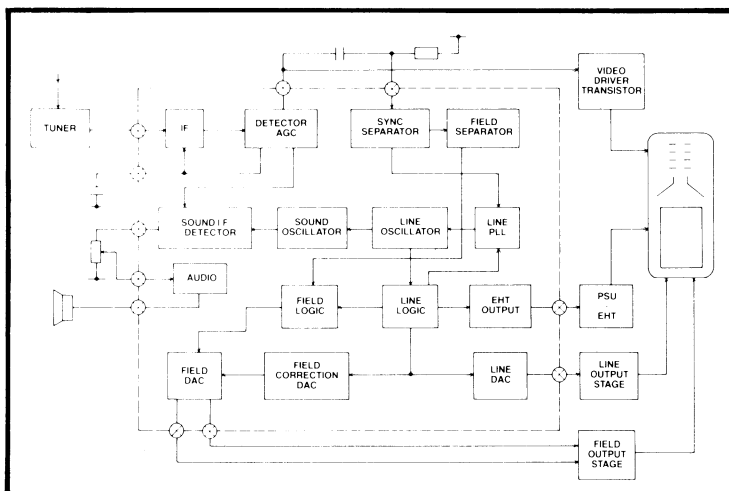 VIDEO
DRIVER
TRANSISTOR
TUNER
IF
DETECTOR
AGC
SYNC
SEPARATOR
FIELD
SEPARATOR
SOUND IF
DETECTOR
SOUND
OSCILLATOR
LINE
OSCILLATOR
LINE
PLL
AUDIO
FIELD
LOGIC
LINE
LOGIC
EHT
OUTPUT
PSU
EHT
FIELD
DAC
FIELD
CORRECTION
DAC
LINE
DAC
LINE
OUTPUT
STAGE
FIELD
OUTPUT
STAGE